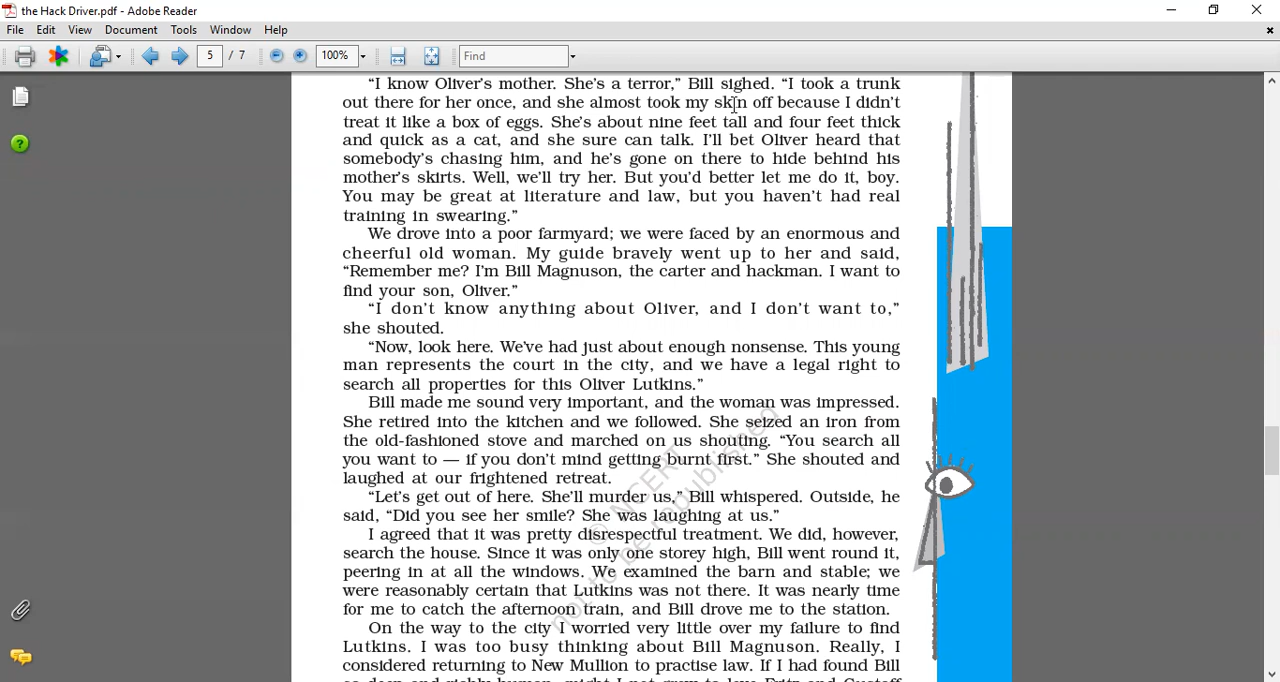 the Hack Driver.pdf - Adobe Reader
File Edit View Document Tools Window Help
5 / 7 100% Find
“I know Oliver’s mother. She’s a terror,” Bill sighed. “I took a trunk
out there for her once, and she almost took my skin off because I didn’t
treat it like a box of eggs. She’s about nine feet tall and four feet thick
and quick as a cat, and she sure can talk. I’ll bet Oliver heard that
somebody’s chasing him, and he’s gone on there to hide behind his
mother’s skirts. Well, we’ll try her. But you’d better let me do it, boy.
You may be great at literature and law, but you haven’t had real
training in swearing.”
We drove into a poor farmyard; we were faced by an enormous and
cheerful old woman. My guide bravely went up to her and said,
“Remember me? I’m Bill Magnuson, the carter and hackman. I want to
find your son, Oliver.”
“I don’t know anything about Oliver, and I don’t want to,”
she shouted.
“Now, look here. We’ve had just about enough nonsense. This young
man represents the court in the city, and we have a legal right to
search all properties for this Oliver Lutkins.”
Bill made me sound very important, and the woman was impressed.
She retired into the kitchen and we followed. She seized an iron from
the old-fashioned stove and marched on us shouting. “You search all
you want to — if you don’t mind getting burnt first.” She shouted and
laughed at our frightened retreat.
“Let’s get out of here. She’ll murder us,” Bill whispered. Outside, he
said, “Did you see her smile? She was laughing at us.”
I agreed that it was pretty disrespectful treatment. We did, however,
search the house. Since it was only one storey high, Bill went round it,
peering in at all the windows. We examined the barn and stable; we
were reasonably certain that Lutkins was not there. It was nearly time
for me to catch the afternoon train, and Bill drove me to the station.
On the way to the city I worried very little over my failure to find
Lutkins. I was too busy thinking about Bill Magnuson. Really, I
considered returning to New Mullion to practise law. If I had found Bill
© NCERT
not to be republished